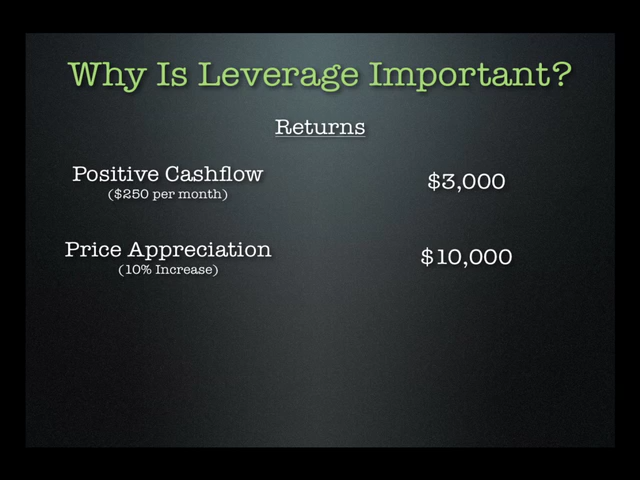 Why Is Leverage Important?
Returns
Positive Cashflow
($250 per month)
$3,000
Price Appreciation
(10% Increase)
$10,000